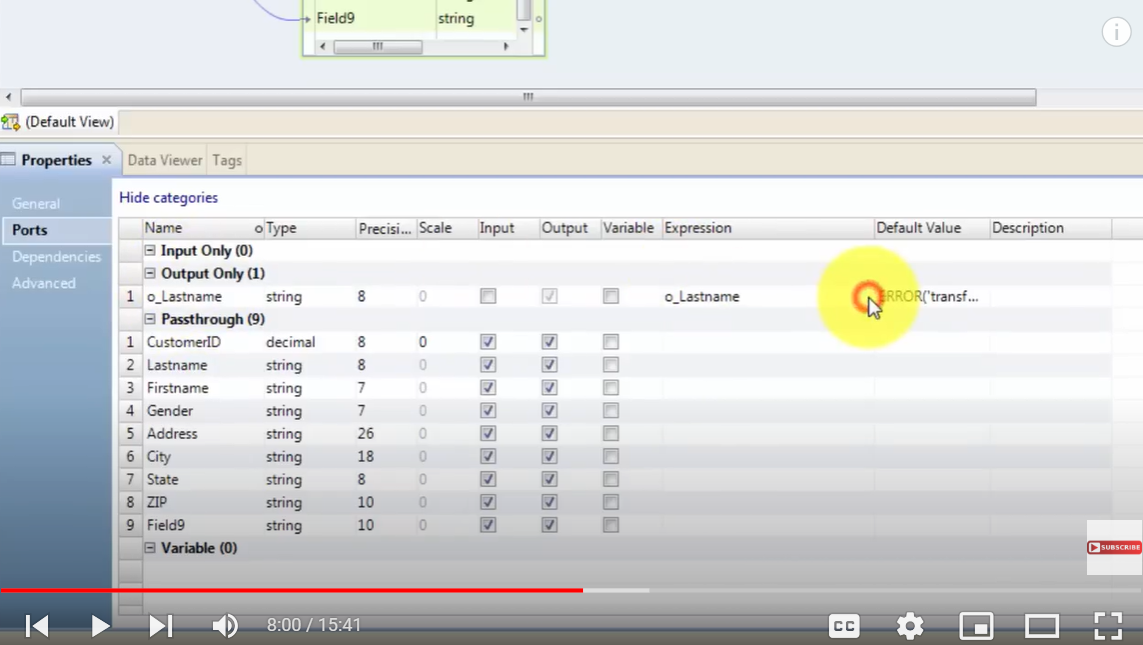 Field9 string
(Default View)
Properties Data Viewer Tags
General
Ports
Dependencies
Advanced
Hide categories
Name Type Precisi... Scale Input Output Variable Expression Default Value Description
Input Only (0)
Output Only (1)
1 o_Lastname string 8 0 o_Lastname ERROR('transf...
Passthrough (9)
1 CustomerID decimal 8 0
2 Lastname string 8 0
3 Firstname string 7 0
4 Gender string 7 0
5 Address string 26 0
6 City string 18 0
7 State string 8 0
8 ZIP string 10 0
9 Field9 string 10 0
Variable (0)
SUBSCRIBE
8:00 / 15:41
CC